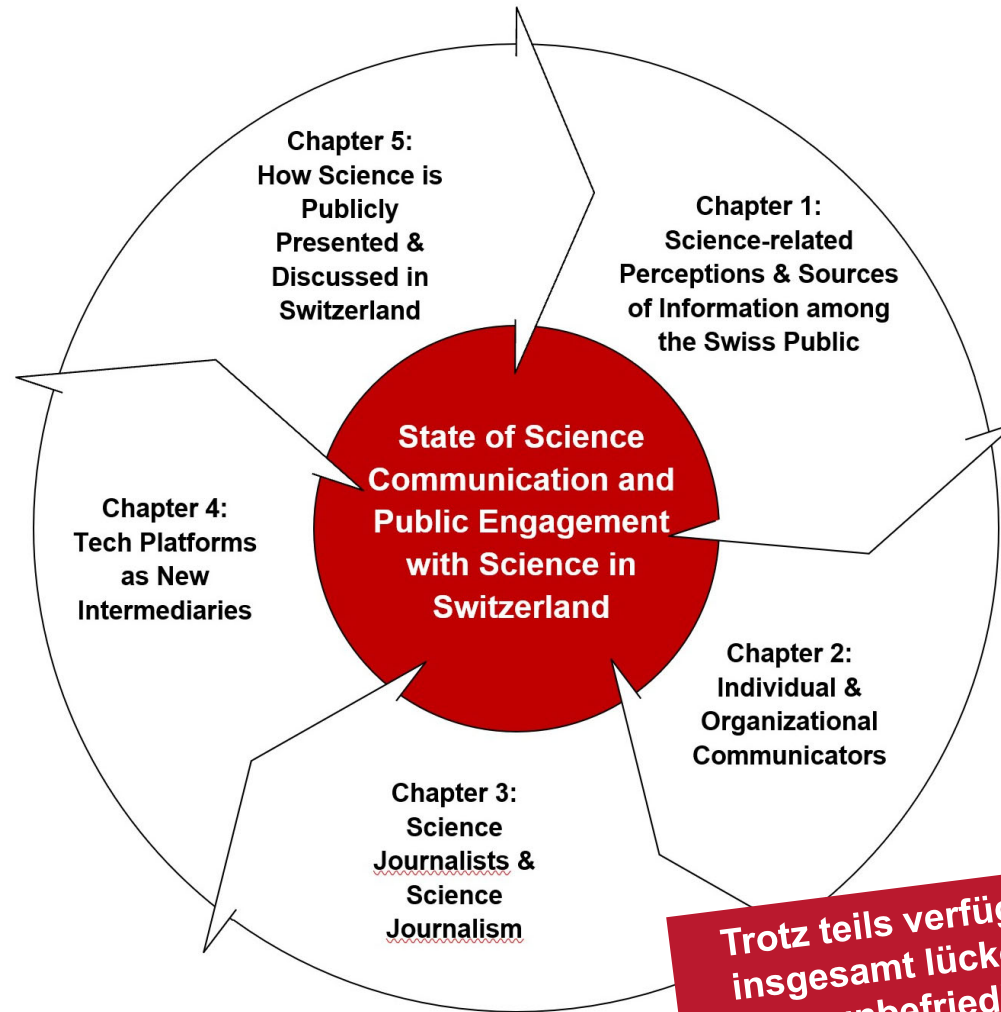 Chapter 5:
How Science is
Publicly
Presented &
Discussed in
Switzerland
Chapter 1:
Science-related
Perceptions & Sources
of Information among
the Swiss Public
State of Science
Communication and
Public Engagement
with Science in
Switzerland
Chapter 4:
Tech Platforms
as New
Intermediaries
Chapter 2:
Individual &
Organizational
Communicators
Chapter 3:
Science
Journalists &
Science
Journalism
Trotz teils
insgesamt